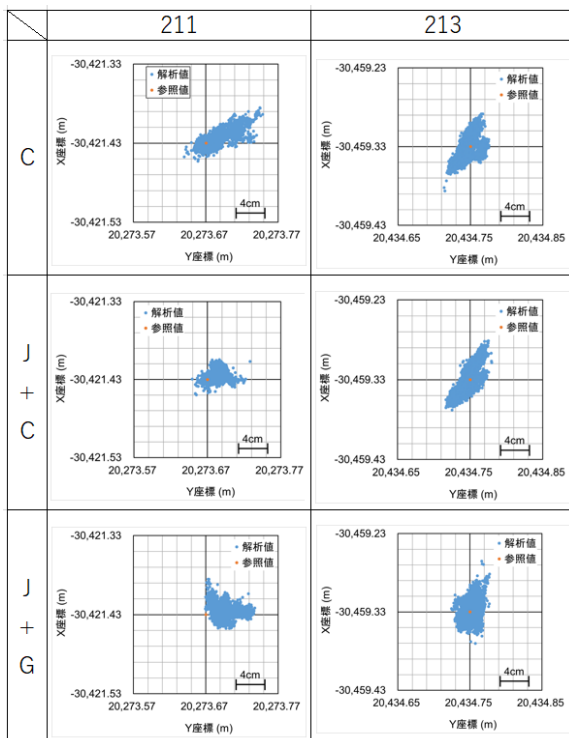 211
213
C
-30,421.33
-30,421.43
-30,421.53
X座標 (m)
解析値
参照値
4cm
20,273.57
20,273.67
20,273.77
Y座標 (m)
-30,459.23
-30,459.33
-30,459.43
X座標 (m)
解析値
参照値
4cm
20,434.65
20,434.75
20,434.85
Y座標 (m)
J
+
C
-30,421.33
-30,421.43
-30,421.53
X座標 (m)
解析値
参照値
4cm
20,273.57
20,273.67
20,273.77
Y座標 (m)
-30,459.23
-30,459.33
-30,459.43
X座標 (m)
解析値
参照値
4cm
20,434.65
20,434.75
20,434.85
Y座標 (m)
J
+
G
-30,421.33
-30,421.43
-30,421.53
X座標 (m)
解析値
参照値
4cm
20,273.57
20,273.67
20,273.77
Y座標 (m)
-30,459.23
-30,459.33
-30,459.43
X座標 (m)
解析値
参照値
4cm
20,434.65
20,434.75
20,434.85
Y座標 (m)